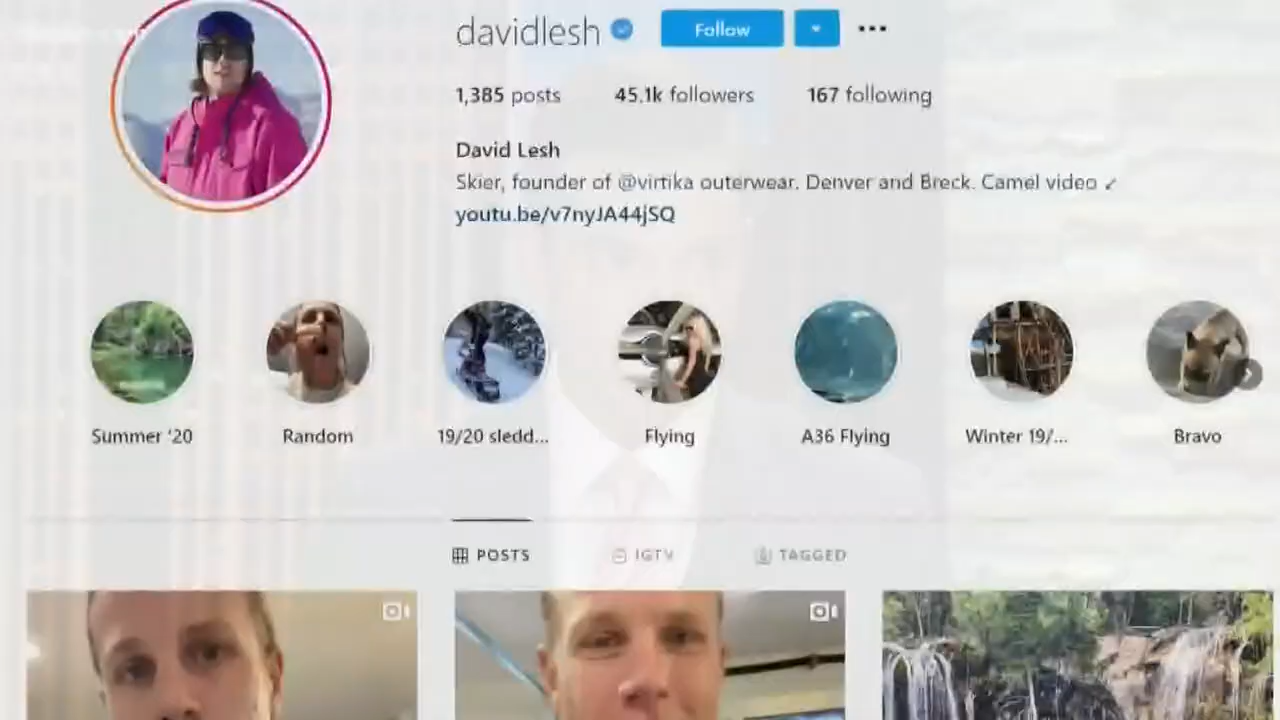 davidlesh Follow
1,385 posts 45.1k followers 167 following
David Lesh
Skier, founder of @virtika outerwear. Denver and Breck. Camel video ↙
youtu.be/v7nyJA44jSQ
Summer '20 Random 19/20 sledd... Flying A36 Flying Winter 19/... Bravo
POSTS IGTV TAGGED